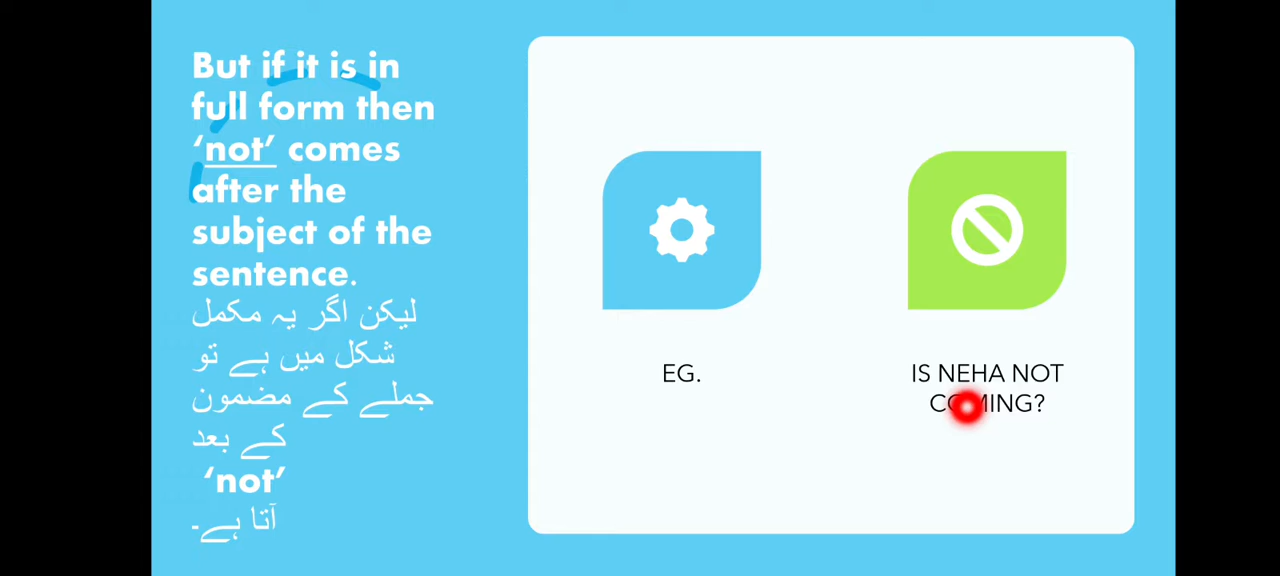 But if it is in
full form then
‘not’ comes
after the
subject of the
sentence.
لیکن اگر یہ مکمل
شکل میں ہے تو
جملے کے مضمون
کے بعد
‘not’
آتا ہے۔
EG.
IS NEHA NOT
COMING?